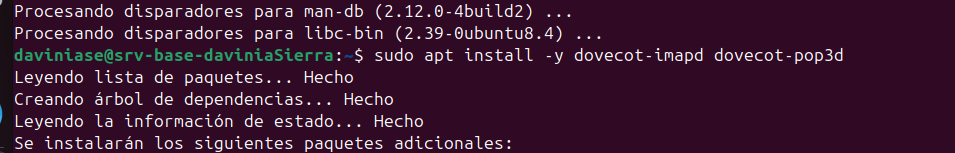 Procesando disparadores para man-db (2.12.0-4build2) ...
Procesando disparadores para libc-bin (2.39-0ubuntu8.4) ...
daviniase@srv-base-daviniaSierra:~$ sudo apt install -y dovecot-imapd dovecot-pop3d
Leyendo lista de paquetes... Hecho
Creando árbol de dependencias... Hecho
Leyendo la información de estado... Hecho
Se instalarán los siguientes paquetes adicionales: